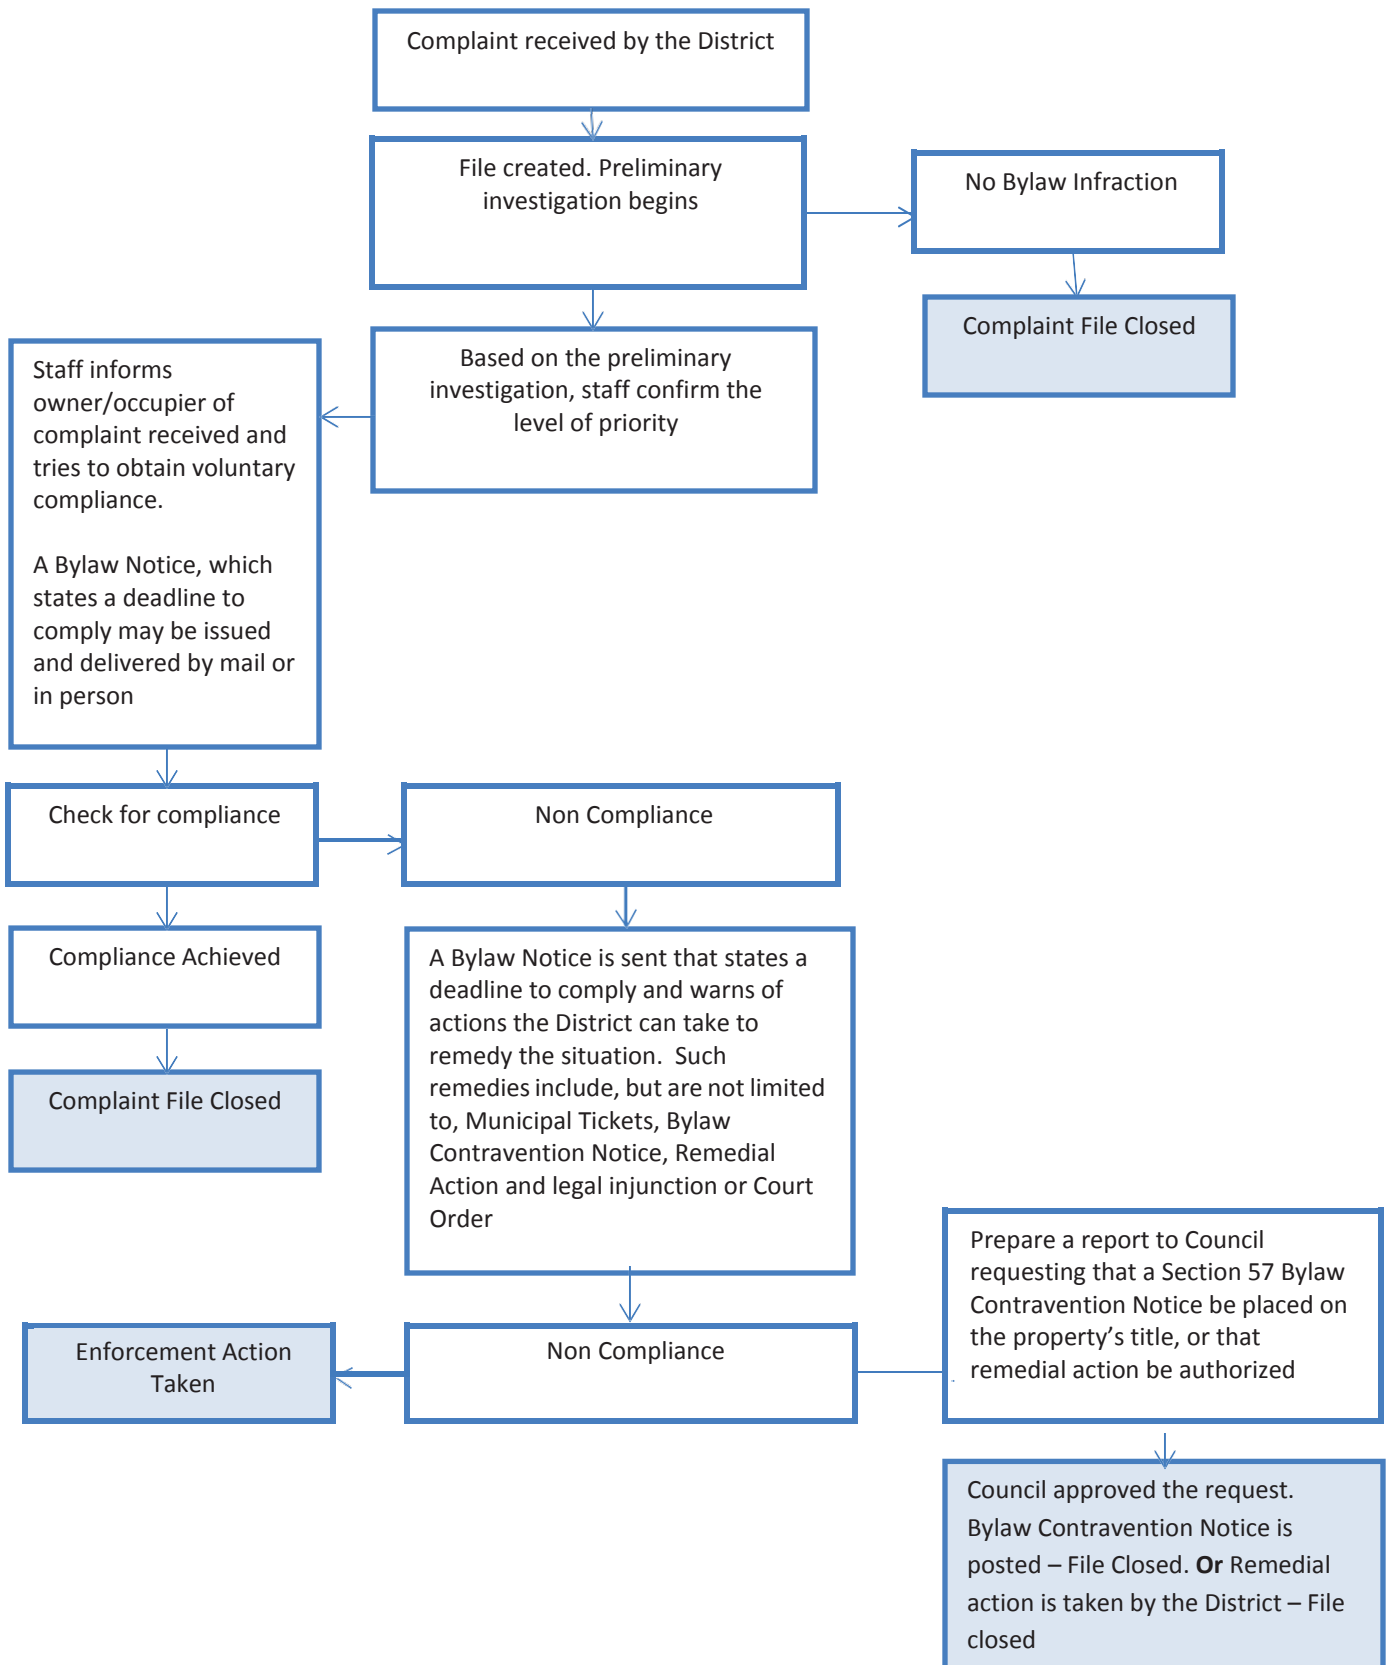 Complaint received by the District
File created. Preliminary
investigation begins
No Bylaw Infraction
Complaint File Closed
Based on the preliminary
investigation, staff confirm the
level of priority
Staff informs
owner/occupier of
complaint received and
tries to obtain voluntary
compliance.
A Bylaw Notice, which
states a deadline to
comply may be issued
and delivered by mail or
in person
Check for compliance
Non Compliance
Compliance Achieved
Complaint File Closed
A Bylaw Notice is sent that states a
deadline to comply and warns of
actions the District can take to
remedy the situation.  Such
remedies include, but are not limited
to, Municipal Tickets, Bylaw
Contravention Notice, Remedial
Action and legal injunction or Court
Order
Enforcement Action
Taken
Non Compliance
Prepare a report to Council
requesting that a Section 57 Bylaw
Contravention Notice be placed on
the property’s title, or that
remedial action be authorized
Council approved the request.
Bylaw Contravention Notice is
posted – File Closed. Or Remedial
action is taken by the District – File
closed